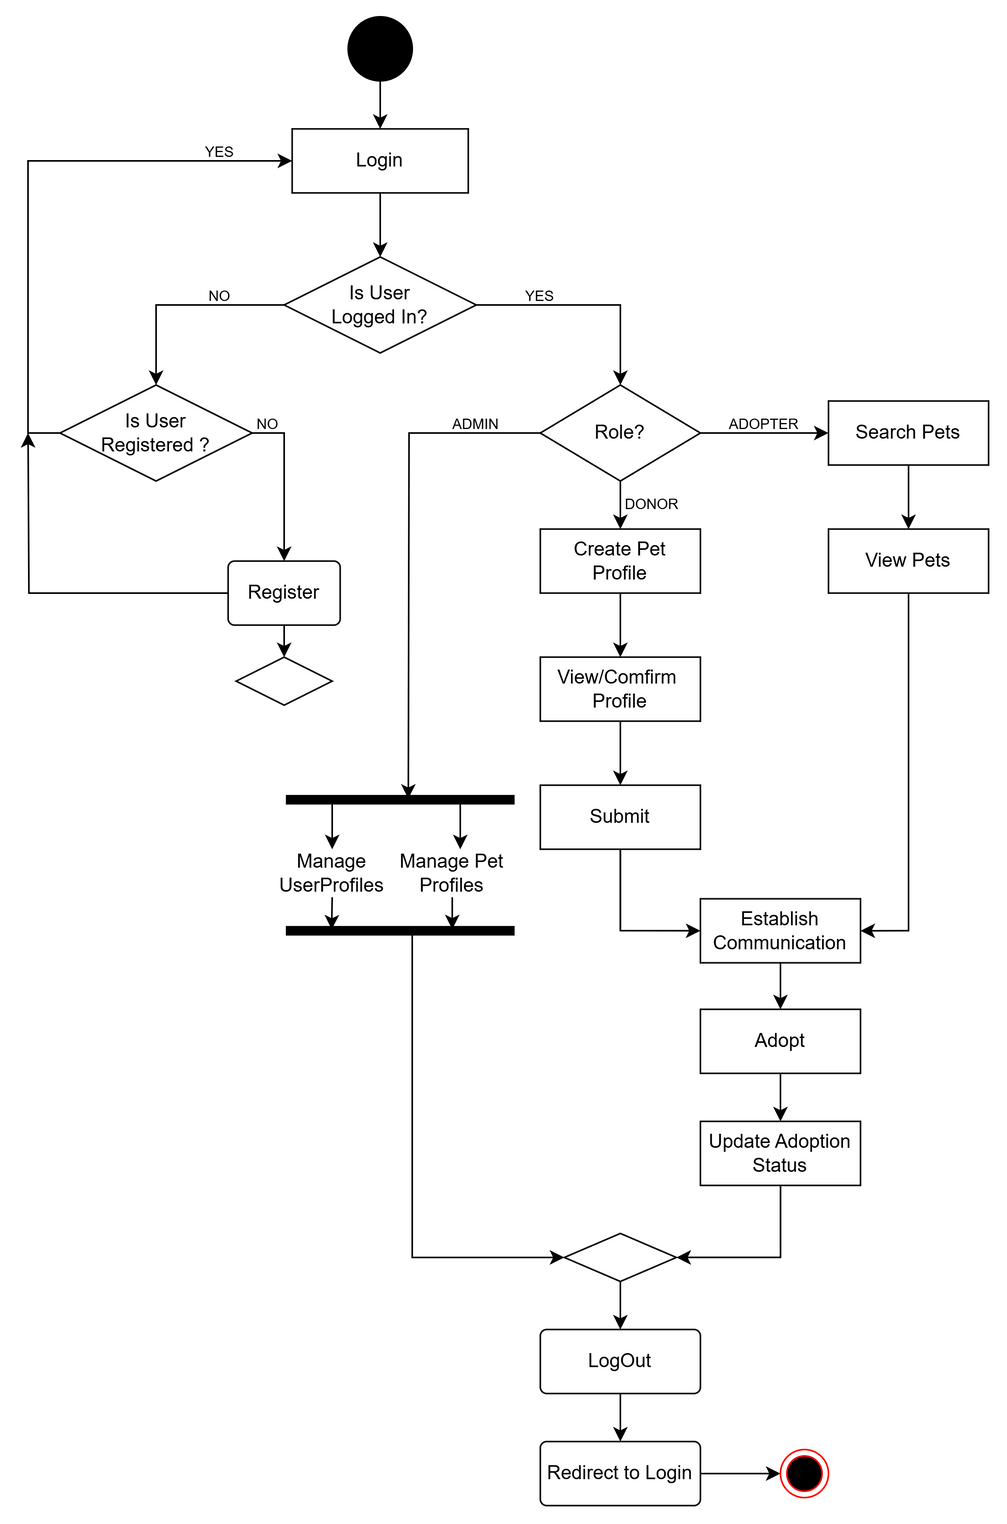 YES
Login
Is User
Logged In?
NO
YES
Is User
Registered ?
NO
Role?
ADMIN
ADOPTER
DONOR
Search Pets
Create Pet
Profile
View Pets
Register
View/Comfirm
Profile
Submit
Manage
UserProfiles
Manage Pet
Profiles
Establish
Communication
Adopt
Update Adoption
Status
LogOut
Redirect to Login